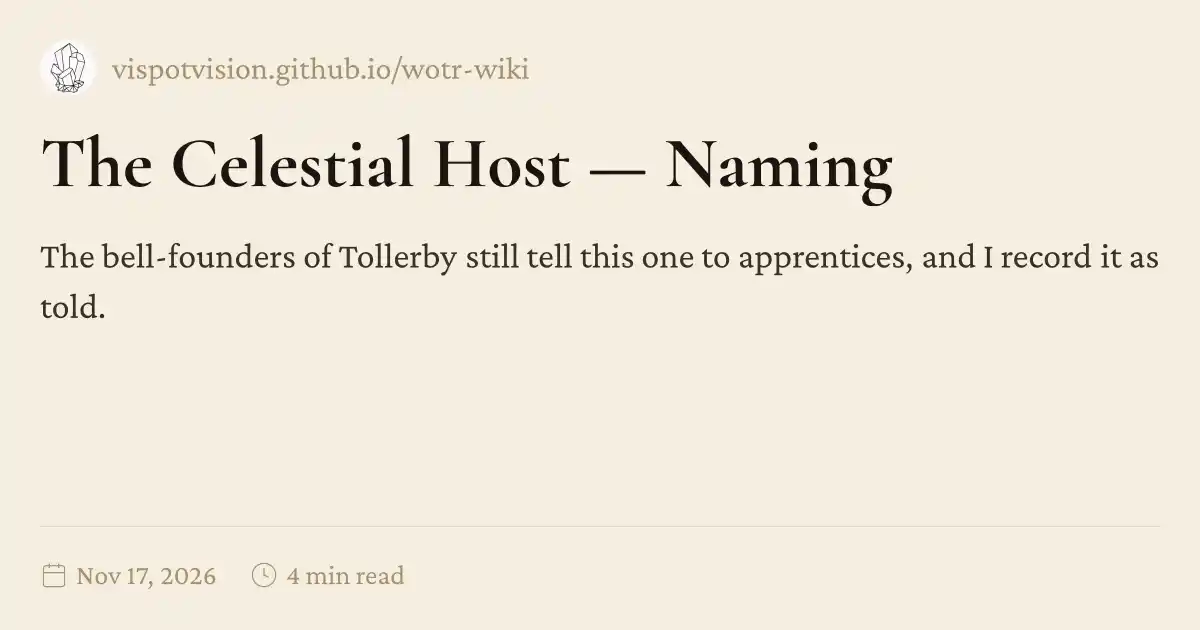 vispotvision.github.io/wotr-wiki
The Celestial Host — Naming
The bell-founders of Tollerby still tell this one to apprentices, and I record it as
told.
Nov 17, 2026
4 min read